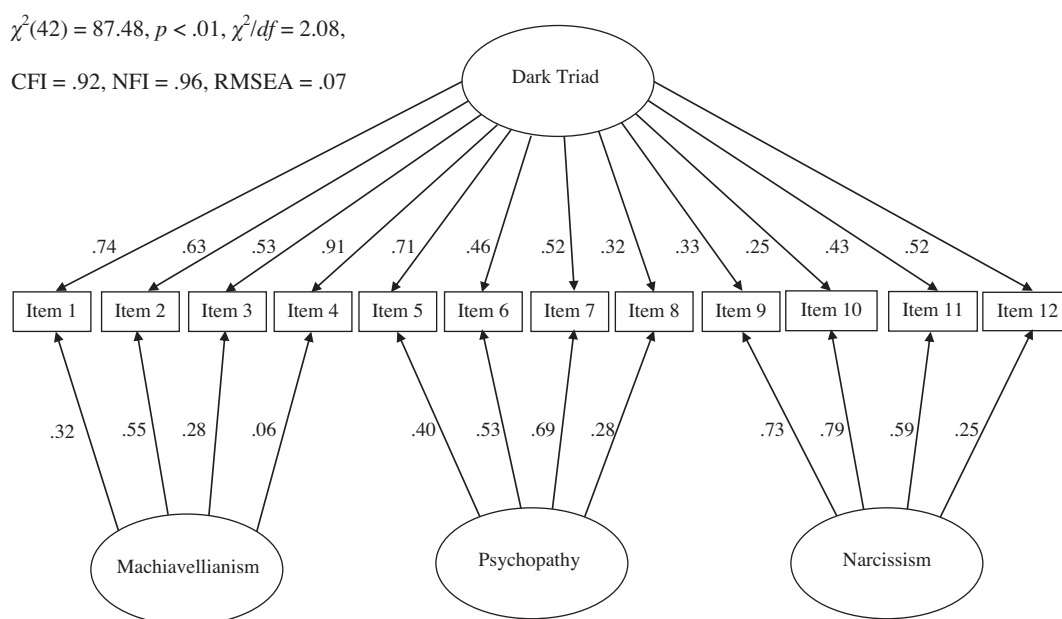 χ²(42) = 87.48, p < .01, χ²/df = 2.08,
CFI = .92, NFI = .96, RMSEA = .07
Dark Triad
.74 .63 .53 .91 .71 .46 .52 .32 .33 .25 .43 .52
Item 1 Item 2 Item 3 Item 4 Item 5 Item 6 Item 7 Item 8 Item 9 Item 10 Item 11 Item 12
.32 .55 .28 .06 .40 .53 .69 .28 .73 .79 .59 .25
Machiavellianism Psychopathy Narcissism